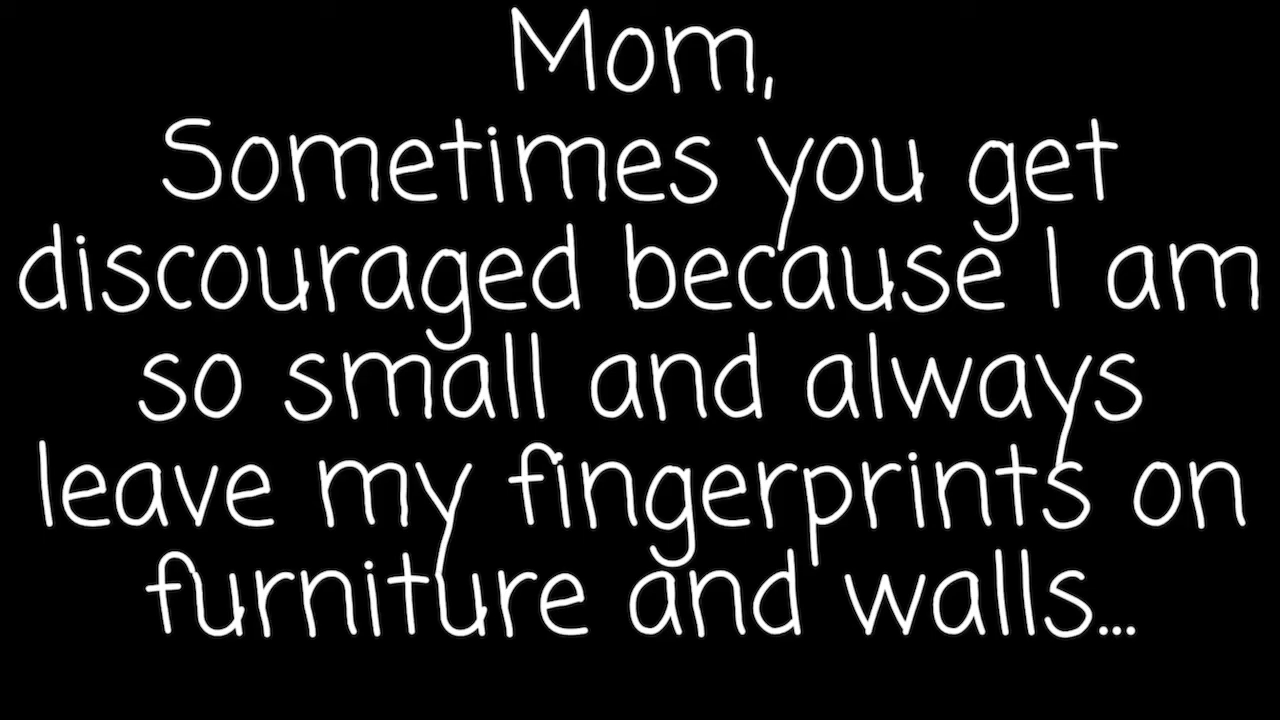 Mom,
Sometimes you get
discouraged because I am
so small and always
leave my fingerprints on
furniture and walls...